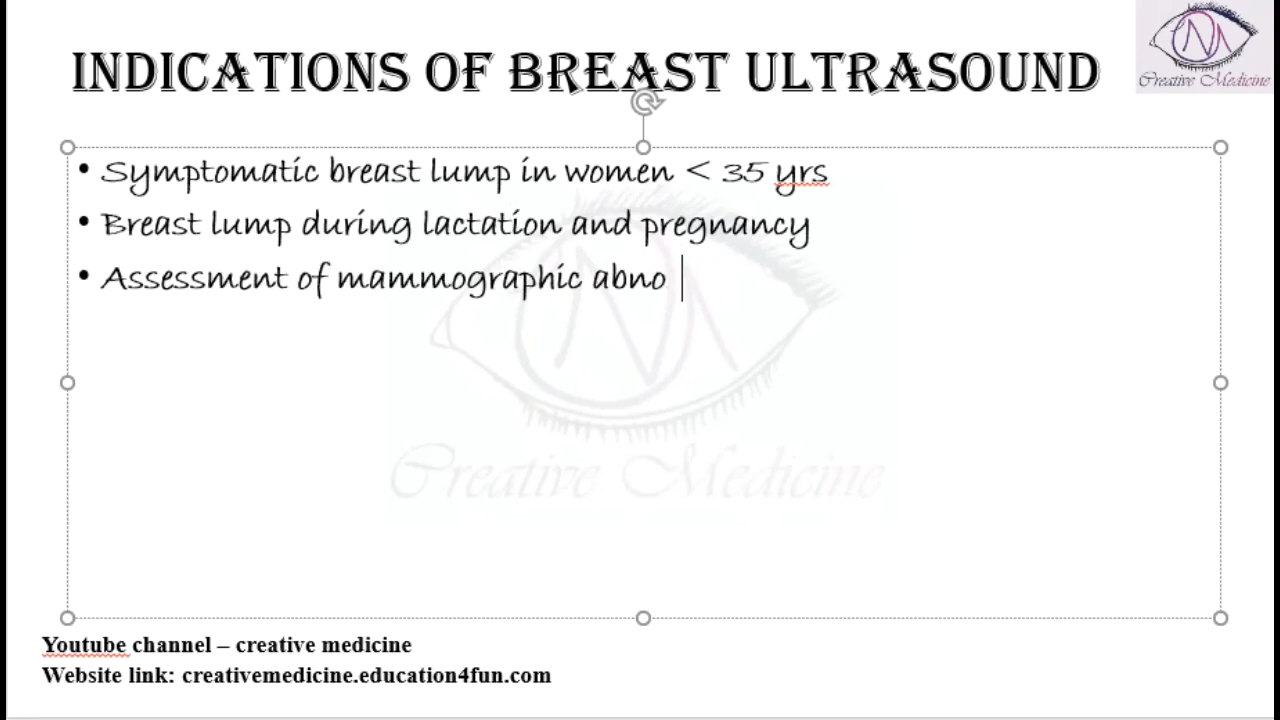 INDICATIONS OF BREAST ULTRASOUND
Creative Medicine
• Symptomatic breast lump in women < 35 yrs
• Breast lump during lactation and pregnancy
• Assessment of mammographic abno
Creative Medicine
Youtube channel – creative medicine
Website link: creativemedicine.education4fun.com